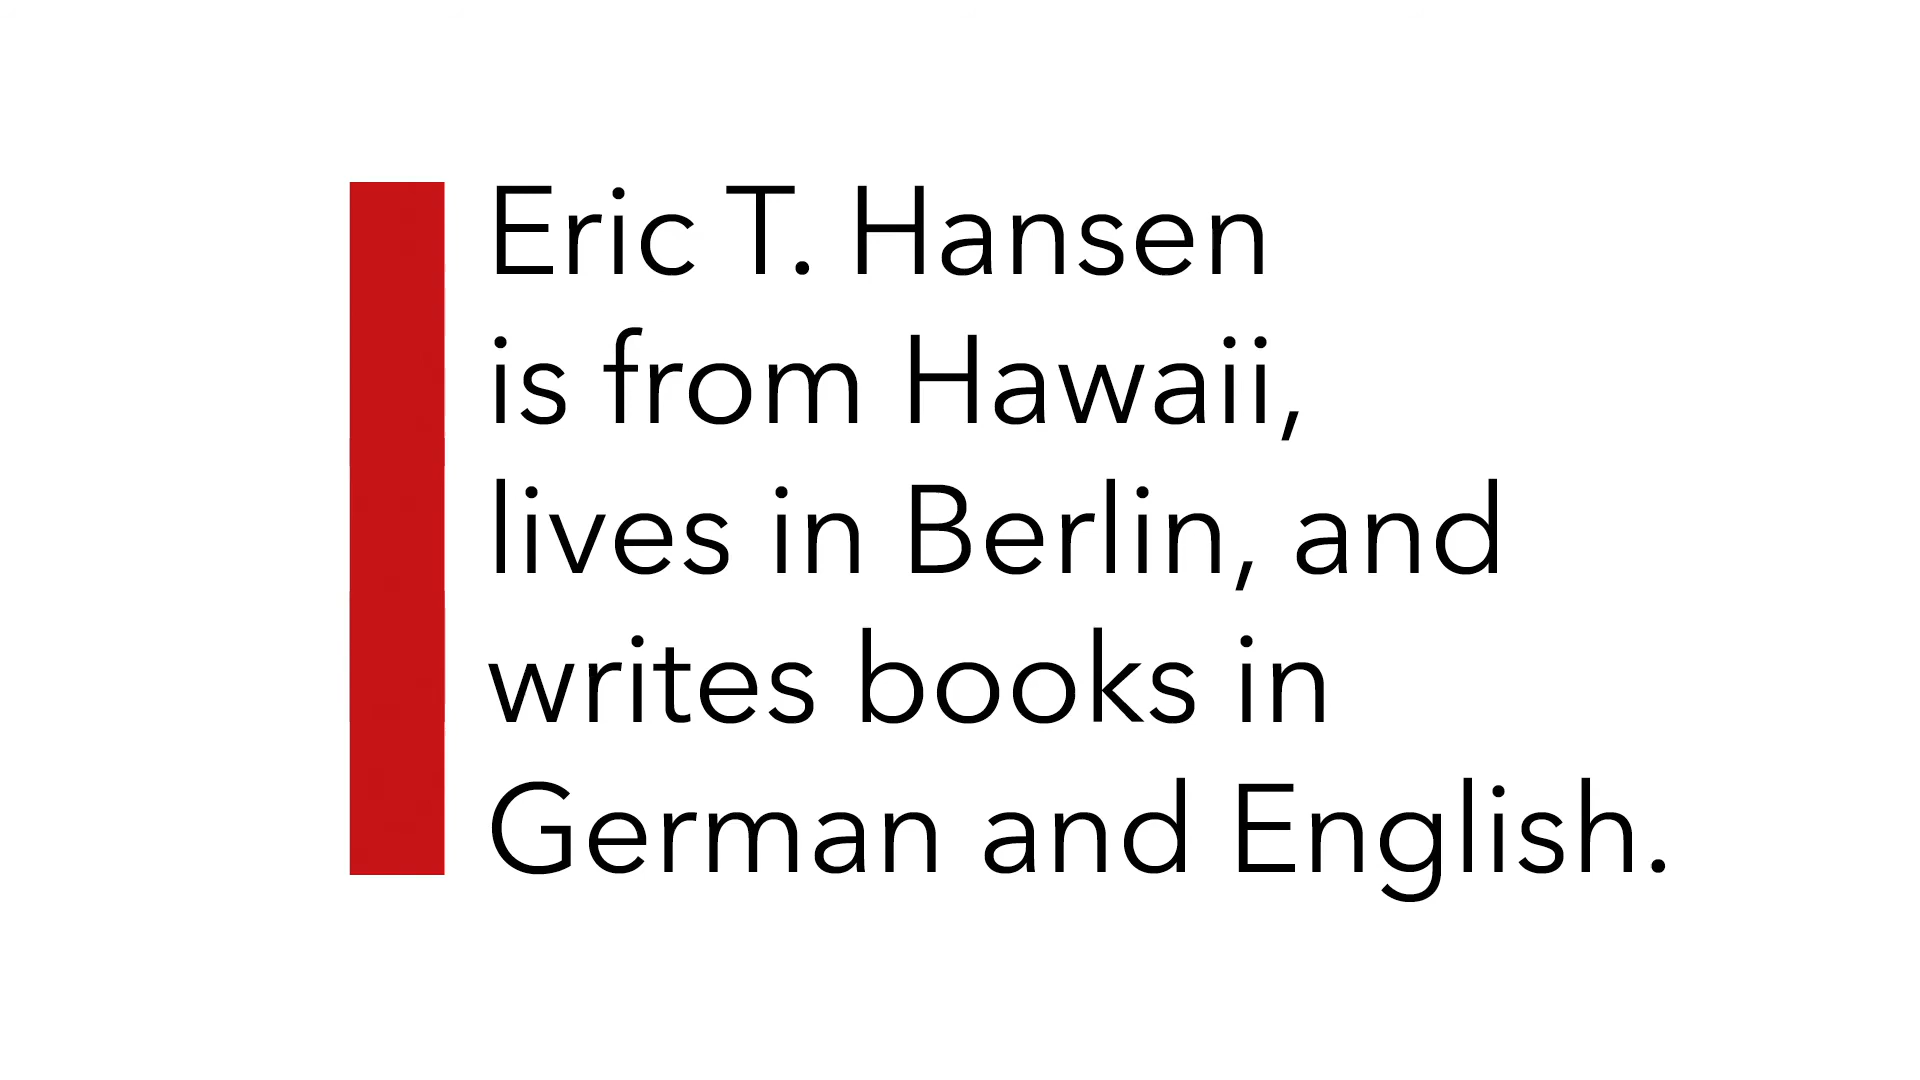 Eric T. Hansen
is from Hawaii,
lives in Berlin, and
writes books in
German and English.